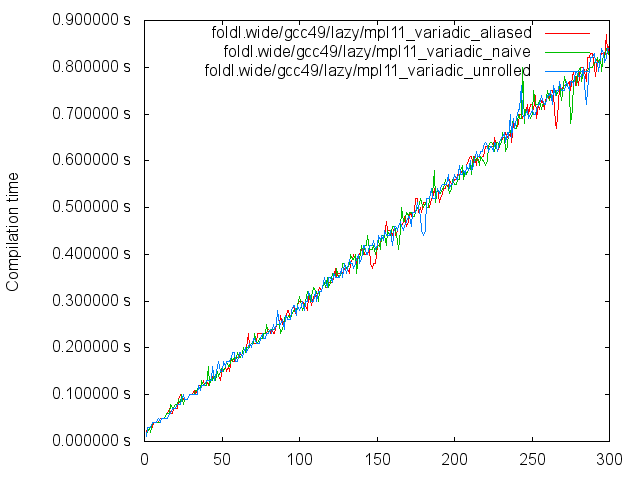 foldl.wide/gcc49/lazy/mpl11_variadic_aliased
foldl.wide/gcc49/lazy/mpl11_variadic_naive
foldl.wide/gcc49/lazy/mpl11_variadic_unrolled
Compilation time
0.900000 s
0.800000 s
0.700000 s
0.600000 s
0.500000 s
0.400000 s
0.300000 s
0.200000 s
0.100000 s
0.000000 s
0 50 100 150 200 250 300